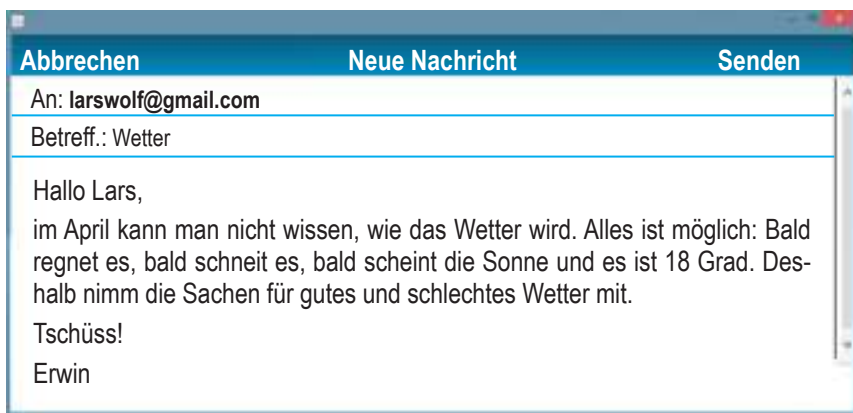 Abbrechen Neue Nachricht Senden
An: larswolf@gmail.com
Betreff.: Wetter
Hallo Lars,
im April kann man nicht wissen, wie das Wetter wird. Alles ist möglich: Bald
regnet es, bald schneit es, bald scheint die Sonne und es ist 18 Grad. Des-
halb nimm die Sachen für gutes und schlechtes Wetter mit.
Tschüss!
Erwin